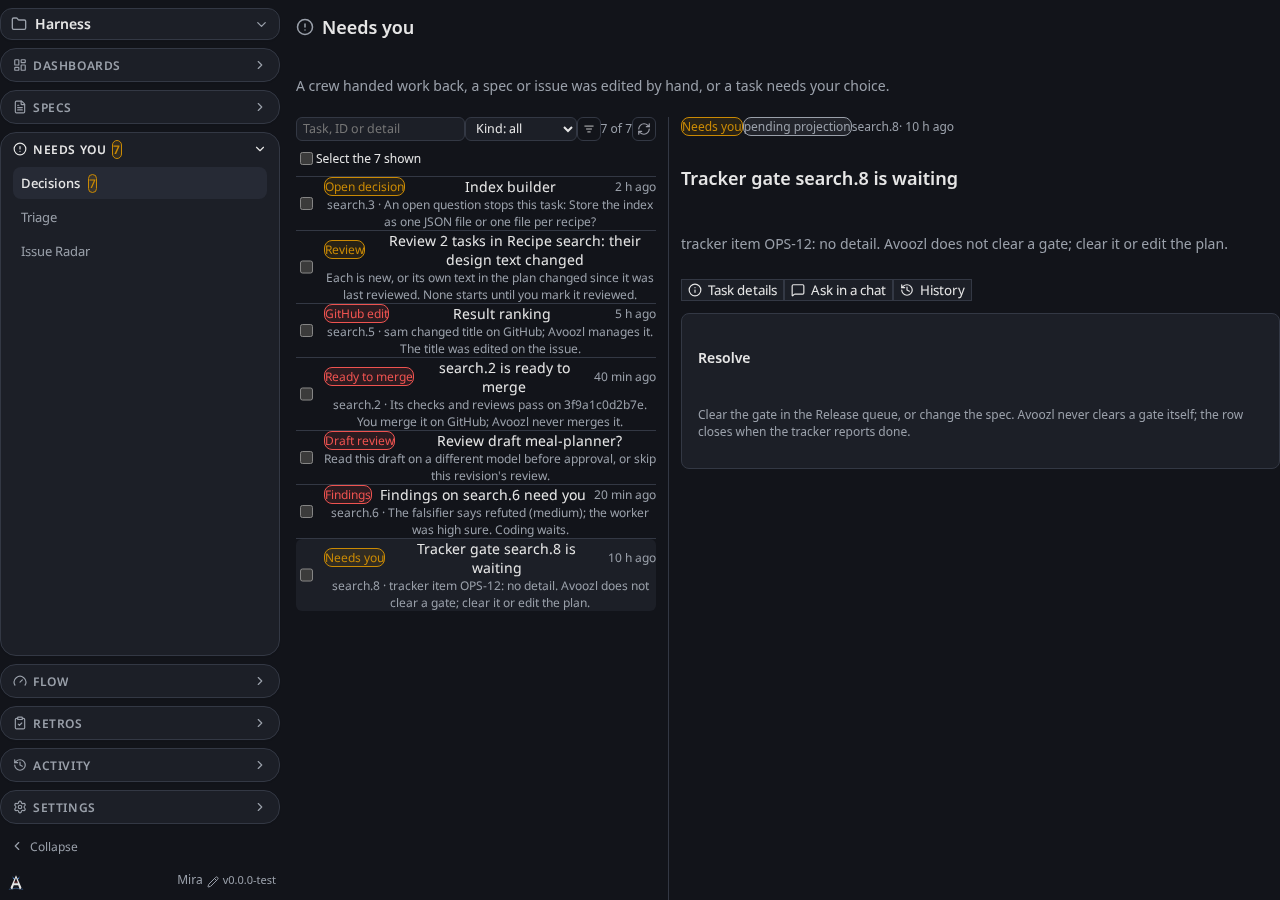 Harness
DASHBOARDS
SPECS
NEEDS YOU 7
Decisions 7
Triage
Issue Radar
FLOW
RETROS
ACTIVITY
SETTINGS
Collapse
A Mira v0.0.0-test
Needs you
A crew handed work back, a spec or issue was edited by hand, or a task needs your choice.
Task, ID or detail Kind: all 7 of 7
Select the 7 shown
Open decision Index builder 2 h ago
search.3 · An open question stops this task: Store the index
as one JSON file or one file per recipe?
Review Review 2 tasks in Recipe search: their
design text changed
Each is new, or its own text in the plan changed since it was
last reviewed. None starts until you mark it reviewed.
GitHub edit Result ranking 5 h ago
search.5 · sam changed title on GitHub; Avoozl manages it.
The title was edited on the issue.
Ready to merge search.2 is ready to 40 min ago
merge
search.2 · Its checks and reviews pass on 3f9a1c0d2b7e.
You merge it on GitHub; Avoozl never merges it.
Draft review Review draft meal-planner?
Read this draft on a different model before approval, or skip
this revision's review.
Findings Findings on search.6 need you 20 min ago
search.6 · The falsifier says refuted (medium); the worker
was high sure. Coding waits.
Needs you Tracker gate search.8 is 10 h ago
waiting
search.8 · tracker item OPS-12: no detail. Avoozl does not
clear a gate; clear it or edit the plan.
Needs you pending projection search.8 · 10 h ago
Tracker gate search.8 is waiting
tracker item OPS-12: no detail. Avoozl does not clear a gate; clear it or edit the plan.
Task details Ask in a chat History
Resolve
Clear the gate in the Release queue, or change the spec. Avoozl never clears a gate itself; the row
closes when the tracker reports done.